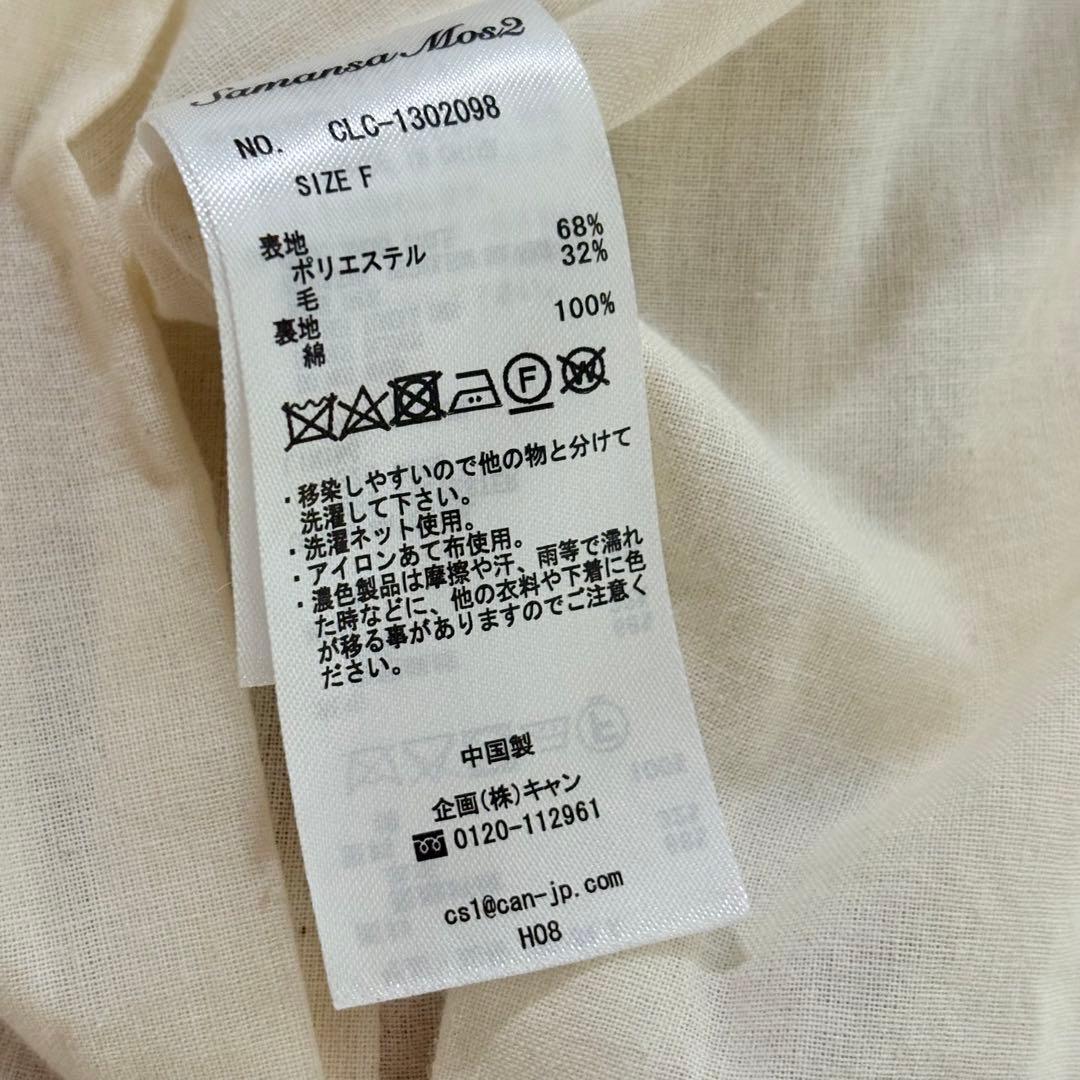 Samansa Mos2
NO. CLC-1302098
SIZE F
表地
ポリエステル 68%
毛 32%
裏地
綿 100%
F W
・移染しやすいので他の物と分けて
洗濯して下さい。
・洗濯ネット使用。
・アイロンあて布使用。
・濃色製品は摩擦や汗、雨等で濡れ
た時などに、他の衣料や下着に色
が移る事がありますのでご注意く
ださい。
中国製
企画(株)キャン
0120-112961
cs1@can-jp.com
H08